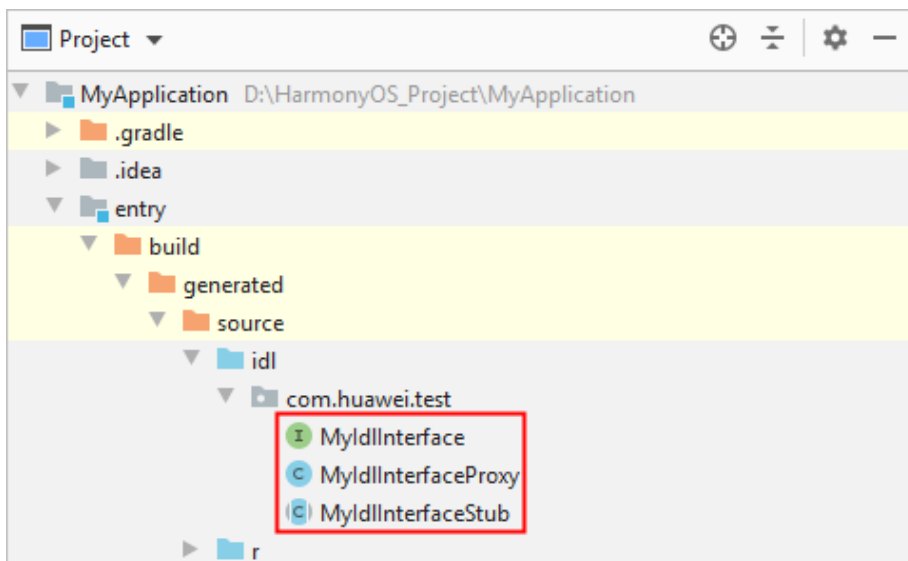 Project
MyApplication D:\HarmonyOS_Project\MyApplication
.gradle
.idea
entry
build
generated
source
idl
com.huawei.test
I MyIdlInterface
C MyIdlInterfaceProxy
C MyIdlInterfaceStub
r